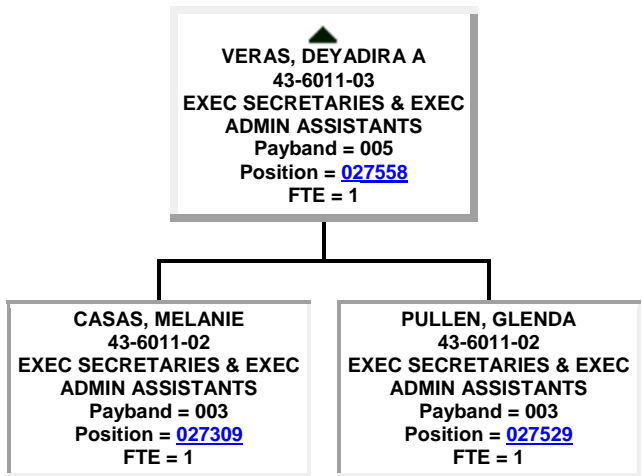 VERAS, DEYADIRA A
43-6011-03
EXEC SECRETARIES & EXEC
ADMIN ASSISTANTS
Payband = 005
Position = 027558
FTE = 1
CASAS, MELANIE
43-6011-02
EXEC SECRETARIES & EXEC
ADMIN ASSISTANTS
Payband = 003
Position = 027309
FTE = 1
PULLEN, GLENDA
43-6011-02
EXEC SECRETARIES & EXEC
ADMIN ASSISTANTS
Payband = 003
Position = 027529
FTE = 1